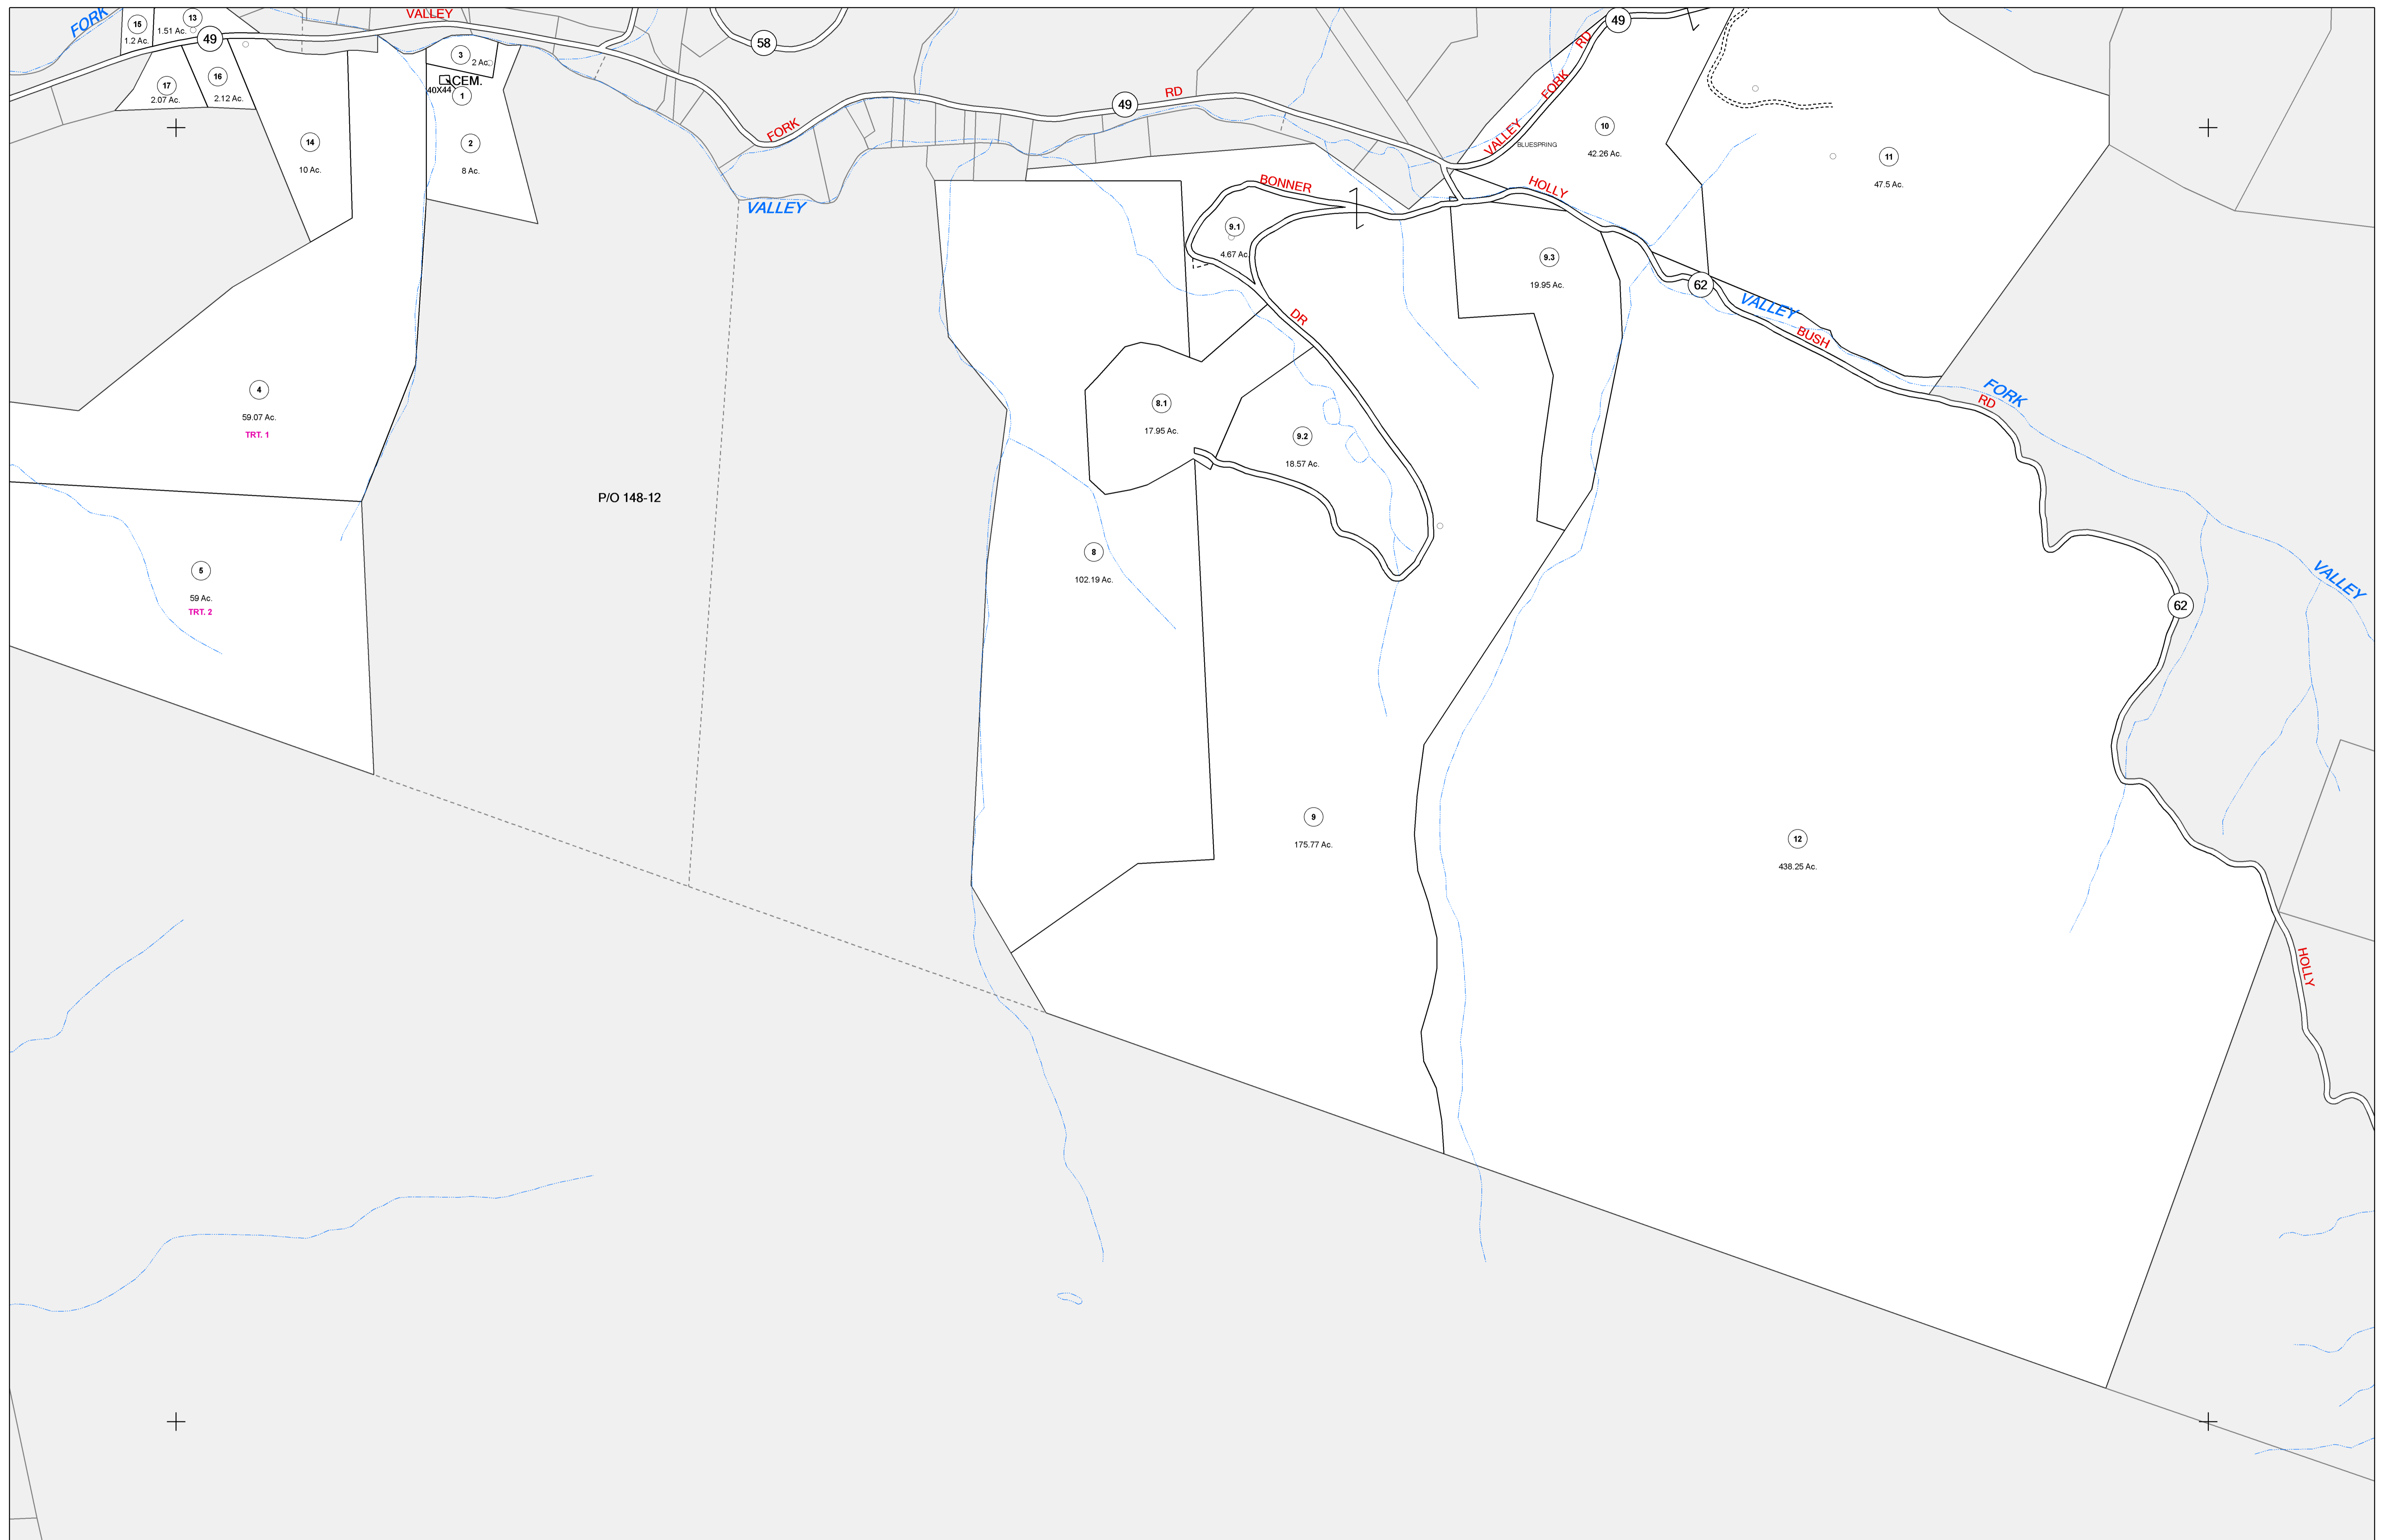 FORK
15
1.2 Ac.
13
1.51 Ac.
49
VALLEY
58
49
RD
3
2 Ac.
CEM.
40X44
1
17
2.07 Ac.
16
2.12 Ac.
14
10 Ac.
2
8 Ac.
FORK
49
RD
VALLEY
FORK
VALLEY
BLUESPRING
10
42.26 Ac.
11
47.5 Ac.
BONNER
HOLLY
VALLEY
9.1
4.67 Ac.
9.3
19.95 Ac.
62
VALLEY
BUSH
DR
FORK
RD
4
59.07 Ac.
TRT. 1
8.1
17.95 Ac.
9.2
18.57 Ac.
P/O 148-12
8
102.19 Ac.
5
59 Ac.
TRT. 2
VALLEY
62
9
175.77 Ac.
12
438.25 Ac.
HOLLY